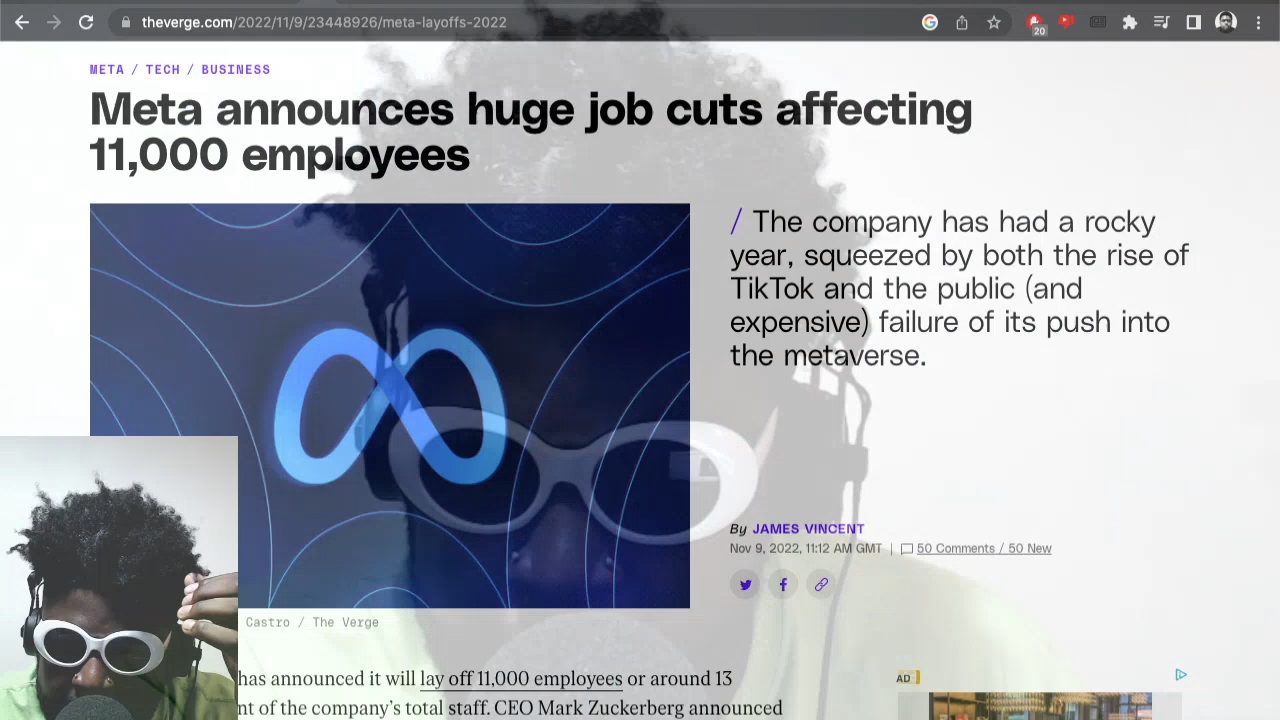 theverge.com/2022/11/9/23448926/meta-layoffs-2022
20
META / TECH / BUSINESS
Meta announces huge job cuts affecting
11,000 employees
/ The company has had a rocky
year, squeezed by both the rise of
TikTok and the public (and
expensive) failure of its push into
the metaverse.
By JAMES VINCENT
Nov 9, 2022, 11:12 AM GMT | 50 Comments / 50 New
Castro / The Verge
has announced it will lay off 11,000 employees or around 13
nt of the company's total staff. CEO Mark Zuckerberg announced
AD